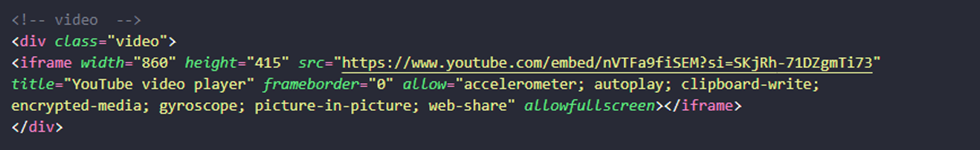 <!-- video  -->
<div class="video">
<iframe width="860" height="415" src="https://www.youtube.com/embed/nVTFa9fiSEM?si=SKjRh-71DZgmTi73"
title="YouTube video player" frameborder="0" allow="accelerometer; autoplay; clipboard-write;
encrypted-media; gyroscope; picture-in-picture; web-share" allowfullscreen></iframe>
</div>